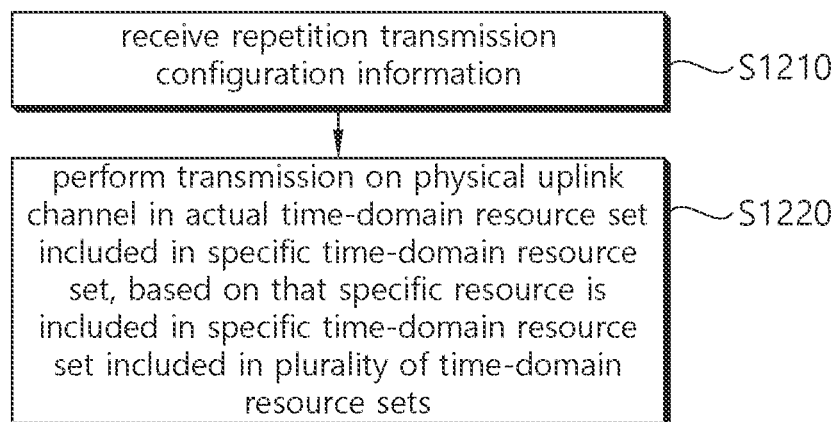 receive repetition transmission
configuration information
S1210
perform transmission on physical uplink
channel in actual time-domain resource set
included in specific time-domain resource
set, based on that specific resource is
included in specific time-domain resource
set included in plurality of time-domain
resource sets
S1220